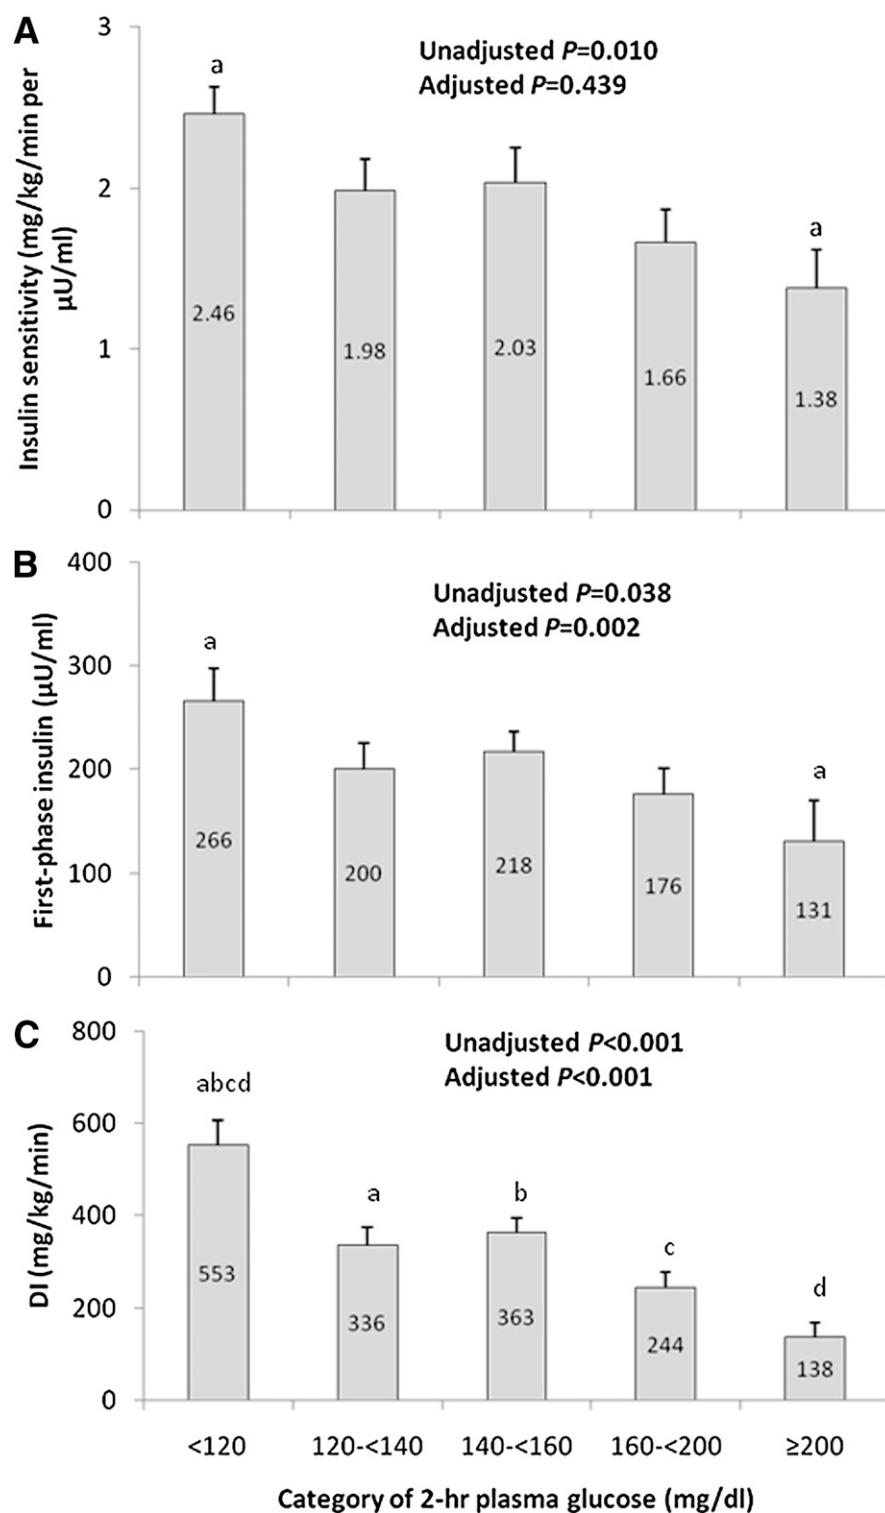 A
Insulin sensitivity (mg/kg/min per
µU/ml)
3
2
1
0
Unadjusted P=0.010
Adjusted P=0.439
a
a
2.46
1.98
2.03
1.66
1.38
B
First-phase insulin (µU/ml)
400
300
200
100
0
Unadjusted P=0.038
Adjusted P=0.002
a
a
266
200
218
176
131
C
DI (mg/kg/min)
800
600
400
200
0
Unadjusted P<0.001
Adjusted P<0.001
abcd
a
b
c
d
553
336
363
244
138
<120
120-<140
140-<160
160-<200
≥200
Category of 2-hr plasma glucose (mg/dl)